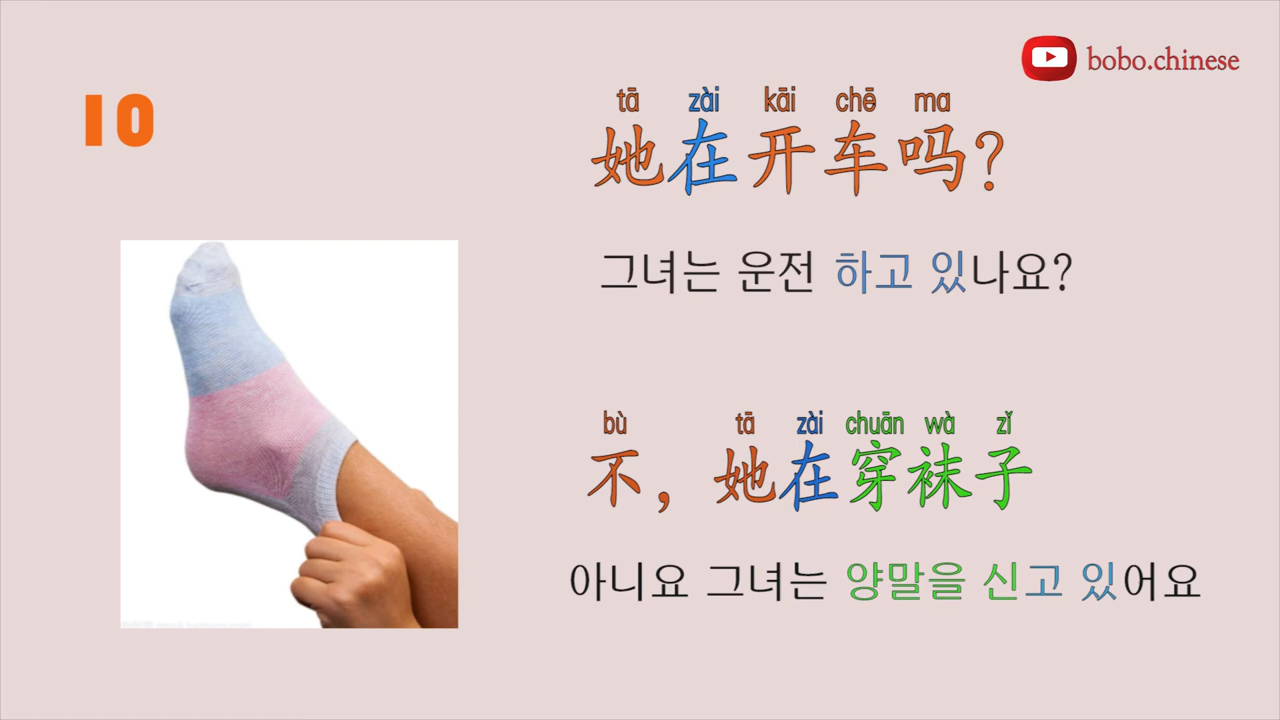 bobo.chinese
10
tā zài kāi chē ma
她在开车吗?
그녀는 운전 하고 있나요?
bù tā zài chuān wà zǐ
不，她在穿袜子
아니요 그녀는 양말을 신고 있어요